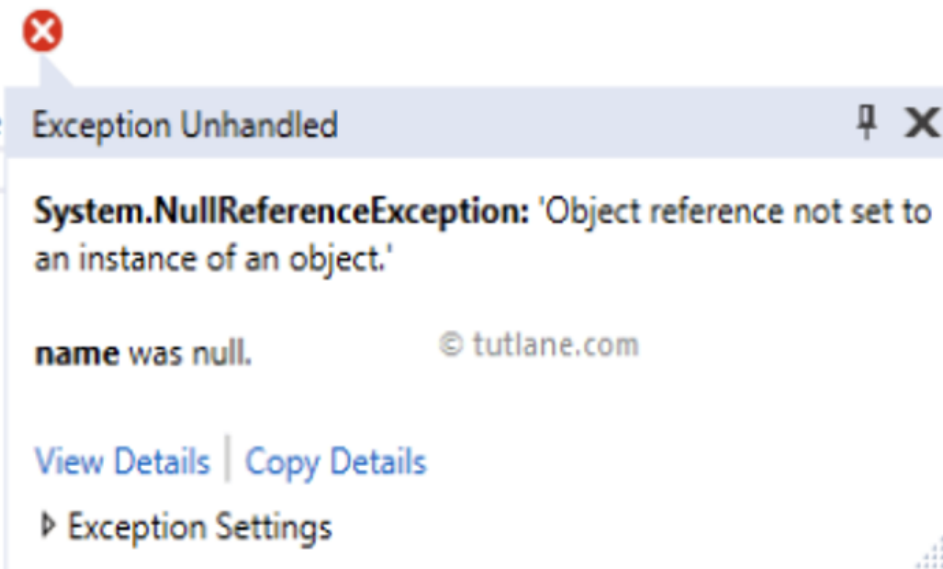 Exception Unhandled
System.NullReferenceException: 'Object reference not set to
an instance of an object.'
name was null.
© tutlane.com
View Details | Copy Details
Exception Settings